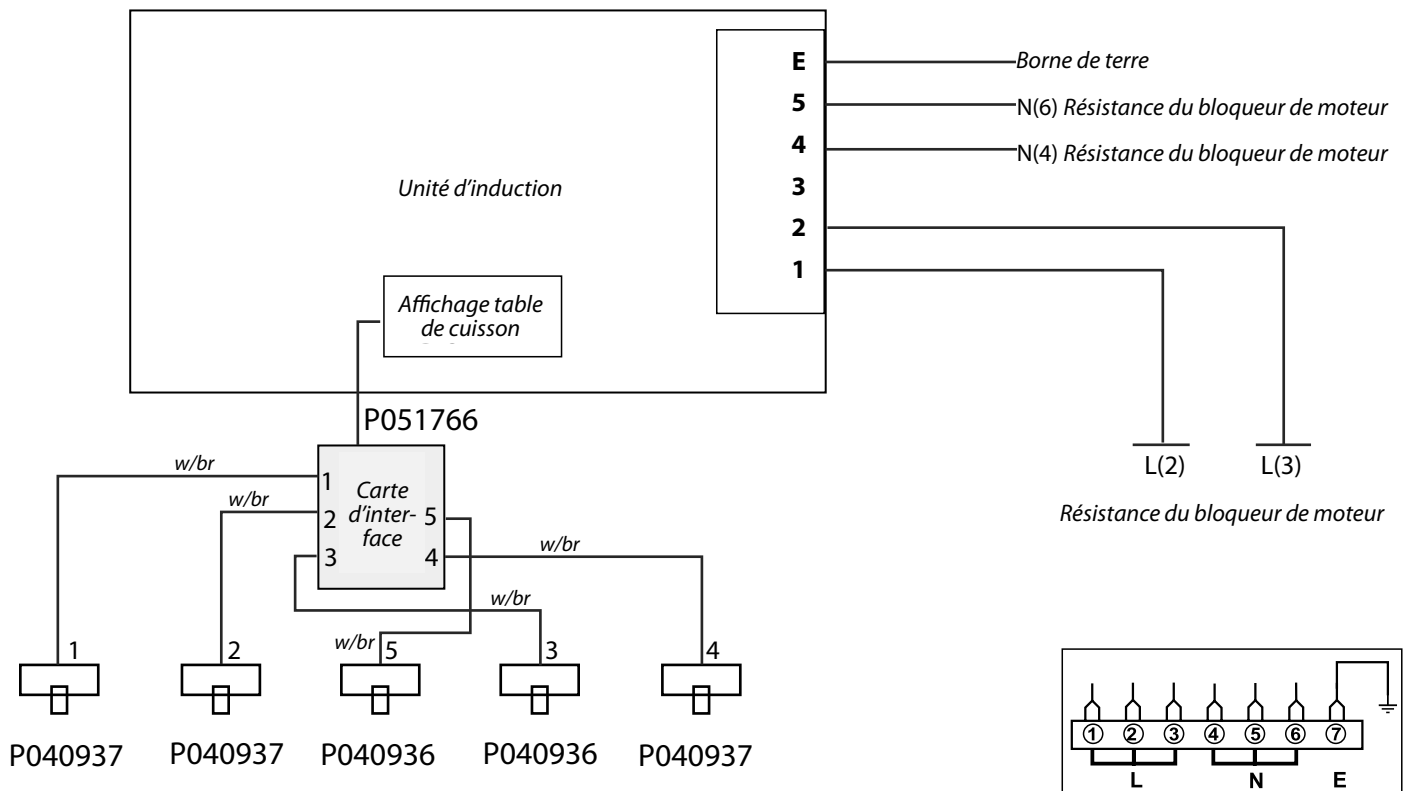 E
Borne de terre
5
N(6) Résistance du bloqueur de moteur
4
N(4) Résistance du bloqueur de moteur
3
Unité d'induction
2
1
Affichage table
de cuisson
P051766
L(2)
L(3)
Résistance du bloqueur de moteur
w/br
1
Carte
d'inter-
face
w/br
2
5
3
4
w/br
w/br
w/br
1
2
5
3
4
P040937
P040937
P040936
P040936
P040937
1 2 3 4 5 6 7
L N E